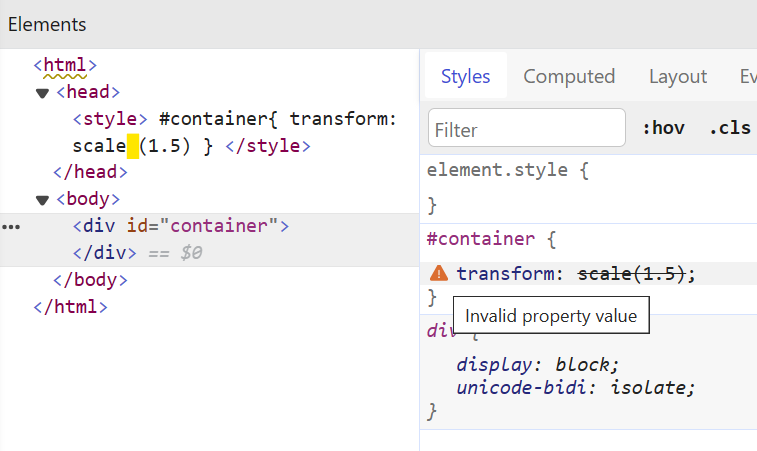 Elements
<html>
<head>
<style> #container{ transform:
scale (1.5) } </style>
</head>
<body>
<div id="container">
</div> == $0
</body>
</html>
Styles Computed Layout Ev
Filter :hov .cls
element.style {
}
#container {
transform: scale(1.5);
}
Invalid property value
div {
display: block;
unicode-bidi: isolate;
}